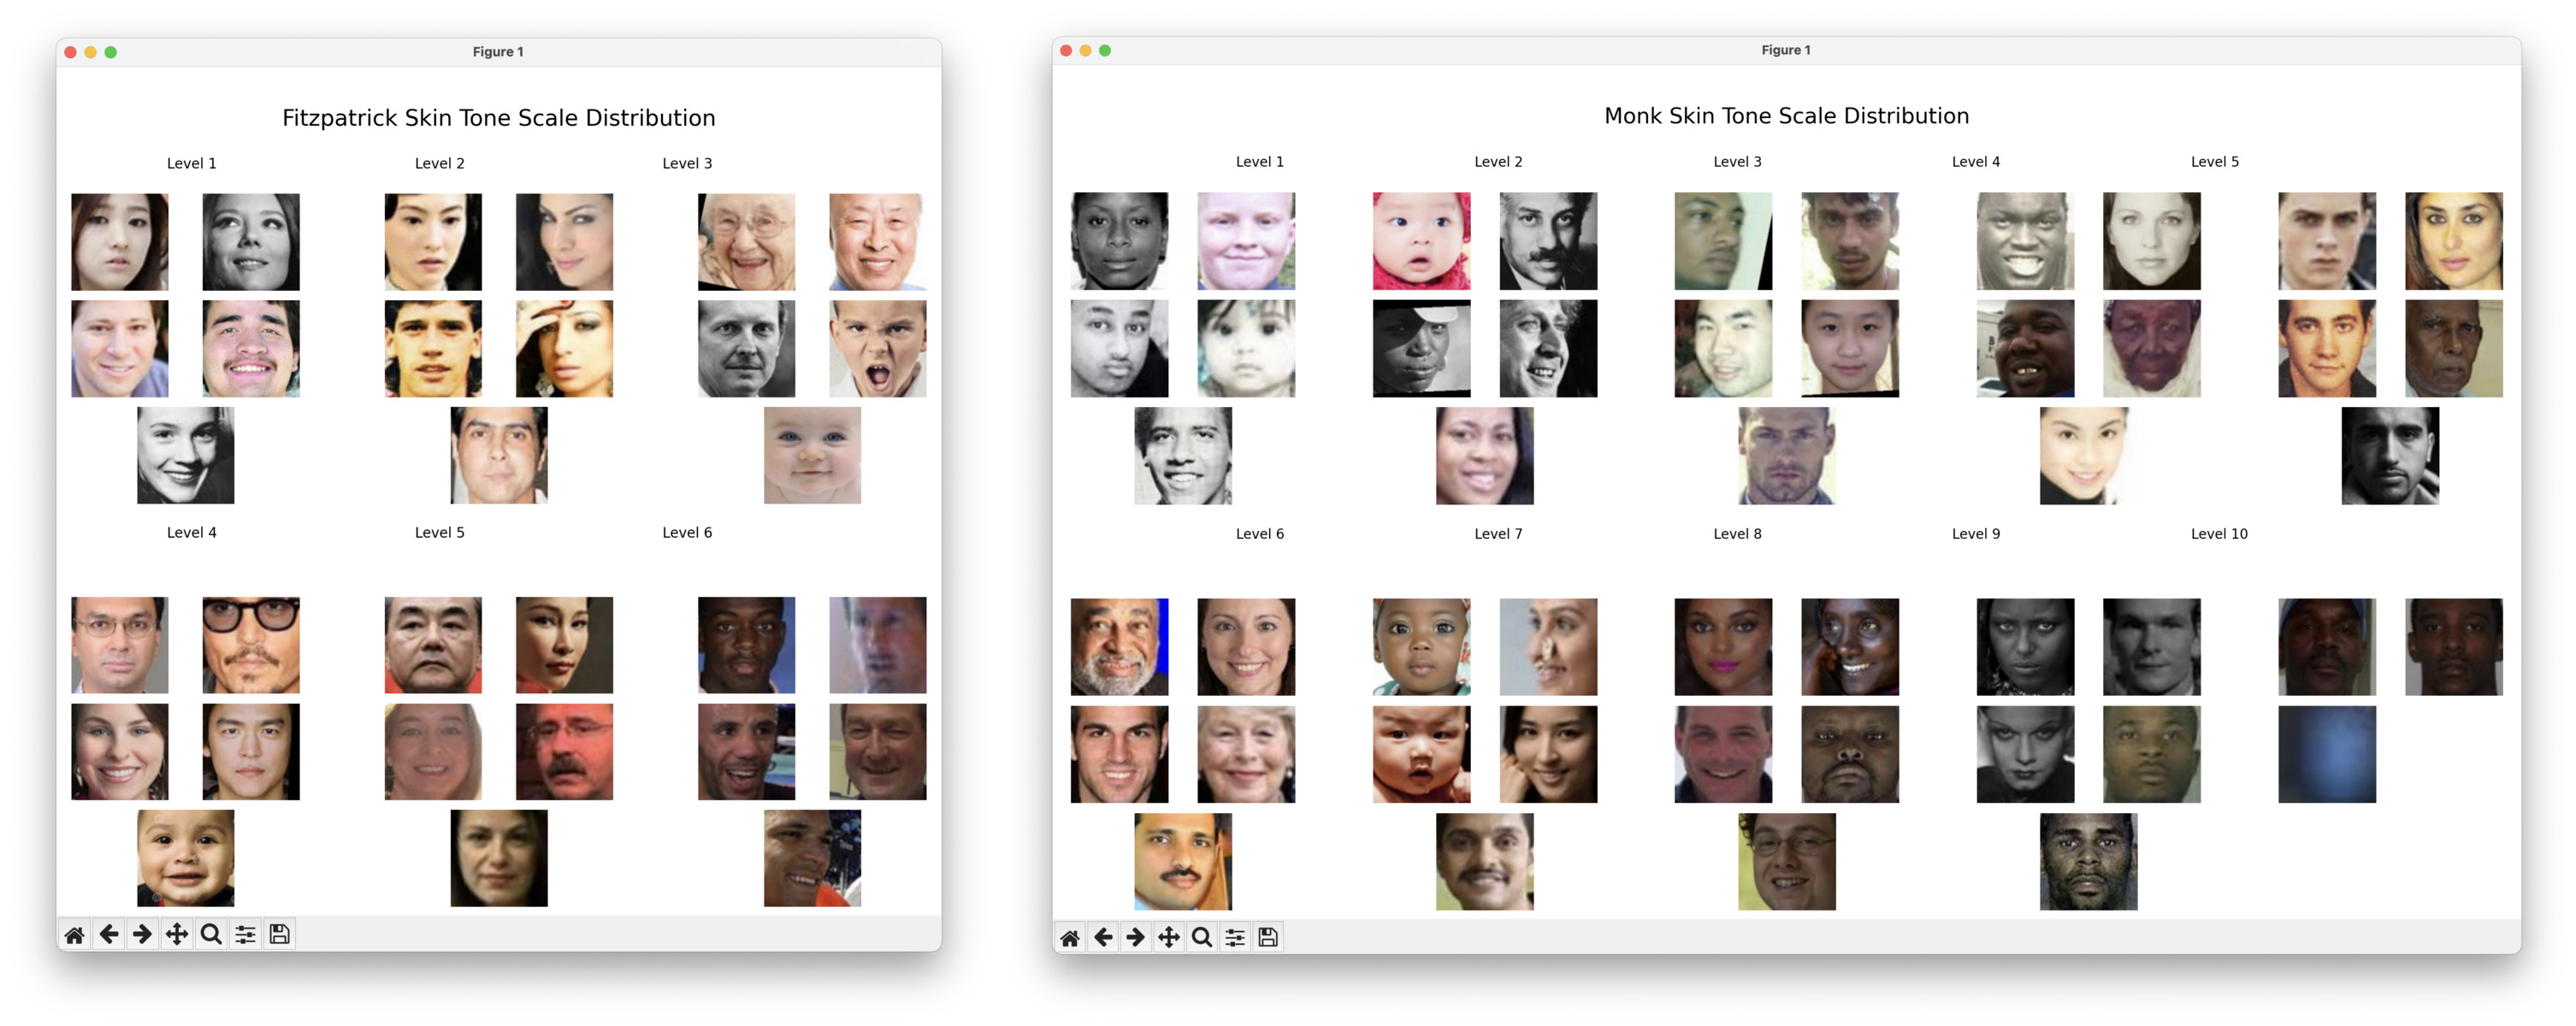 Figure 1
Fitzpatrick Skin Tone Scale Distribution
Level 1
Level 2
Level 3
Level 4
Level 5
Level 6
Figure 1
Monk Skin Tone Scale Distribution
Level 1
Level 2
Level 3
Level 4
Level 5
Level 6
Level 7
Level 8
Level 9
Level 10